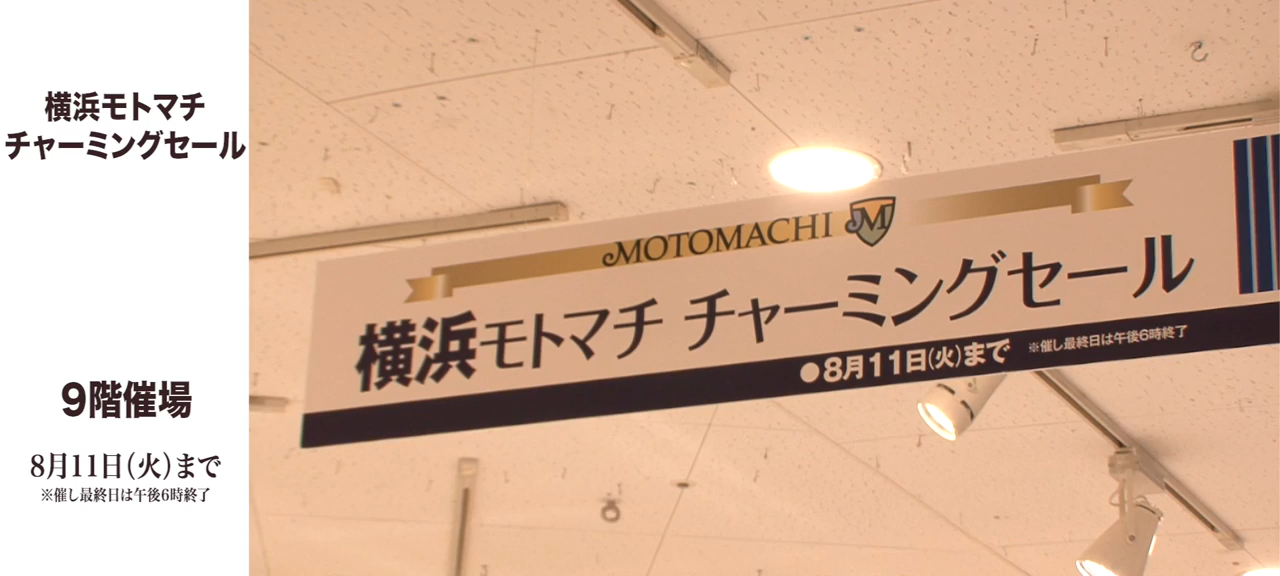 横浜モトマチ
チャーミングセール
9階催場
8月11日(火)まで
※催し最終日は午後6時終了
MOTOMACHI M
横浜モトマチ チャーミングセール
●8月11日(火)まで ※催し最終日は午後6時終了